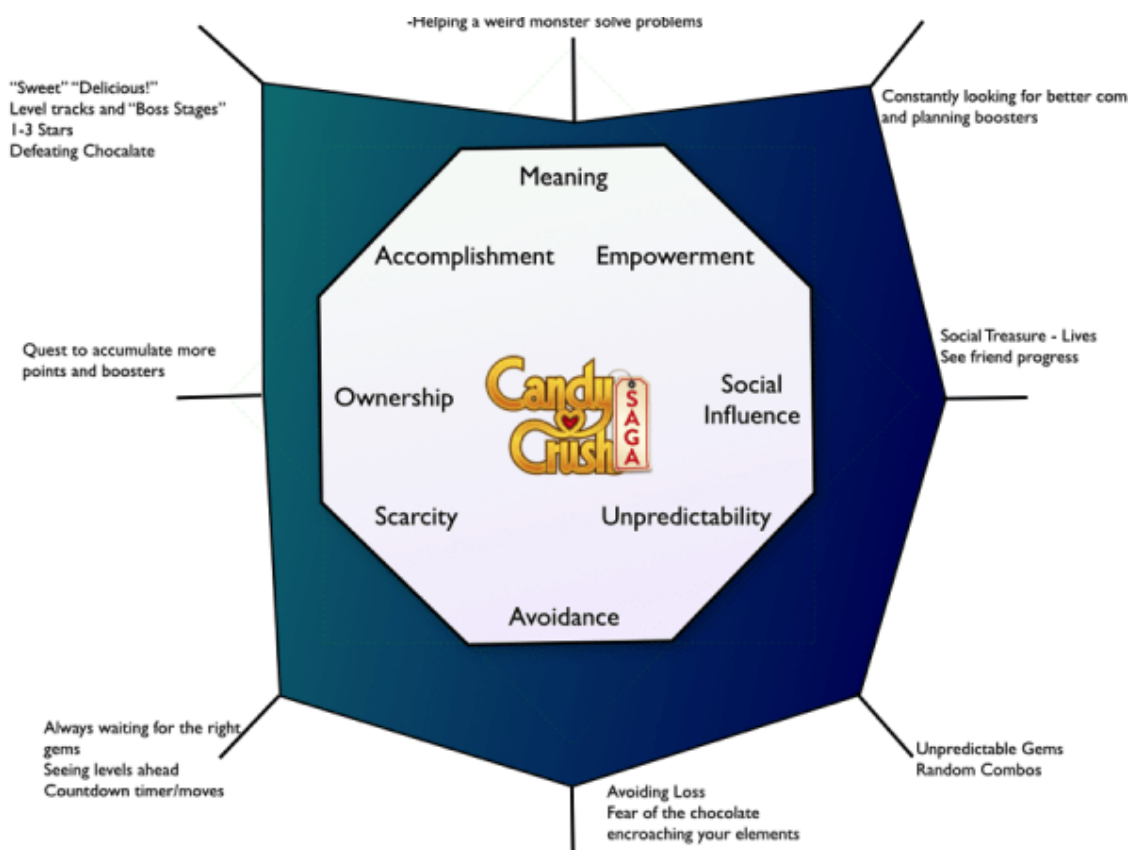 -Helping a weird monster solve problems
"Sweet" "Delicious!"
Level tracks and "Boss Stages"
1-3 Stars
Defeating Chocalate
Constantly looking for better com
and planning boosters
Meaning
Accomplishment
Empowerment
Quest to accumulate more
points and boosters
Social Treasure - Lives
See friend progress
Ownership
Candy
Crush
SAGA
Social
Influence
Scarcity
Unpredictability
Avoidance
Always waiting for the right
gems
Seeing levels ahead
Countdown timer/moves
Unpredictable Gems
Random Combos
Avoiding Loss
Fear of the chocolate
encroaching your elements